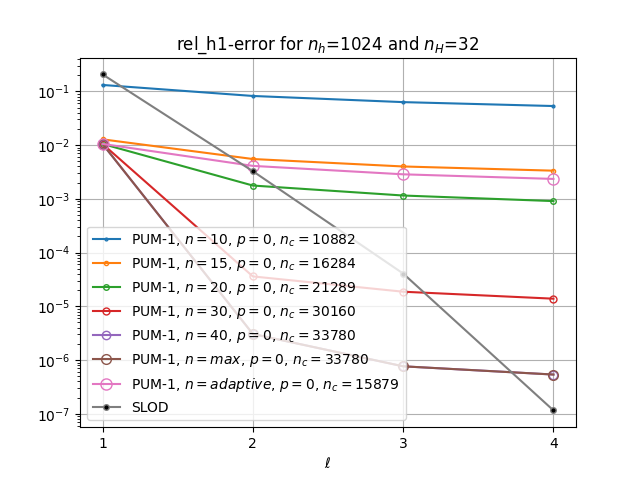 rel_h1-error for $n_h$=1024 and $n_H$=32
$10^{-1}$
$10^{-2}$
$10^{-3}$
$10^{-4}$
$10^{-5}$
$10^{-6}$
$10^{-7}$
PUM-1, $n = 10$, $p = 0$, $n_c = 10882$
PUM-1, $n = 15$, $p = 0$, $n_c = 16284$
PUM-1, $n = 20$, $p = 0$, $n_c = 21289$
PUM-1, $n = 30$, $p = 0$, $n_c = 30160$
PUM-1, $n = 40$, $p = 0$, $n_c = 33780$
PUM-1, $n = max$, $p = 0$, $n_c = 33780$
PUM-1, $n = adaptive$, $p = 0$, $n_c = 15879$
SLOD
1 2 3 4
ℓ